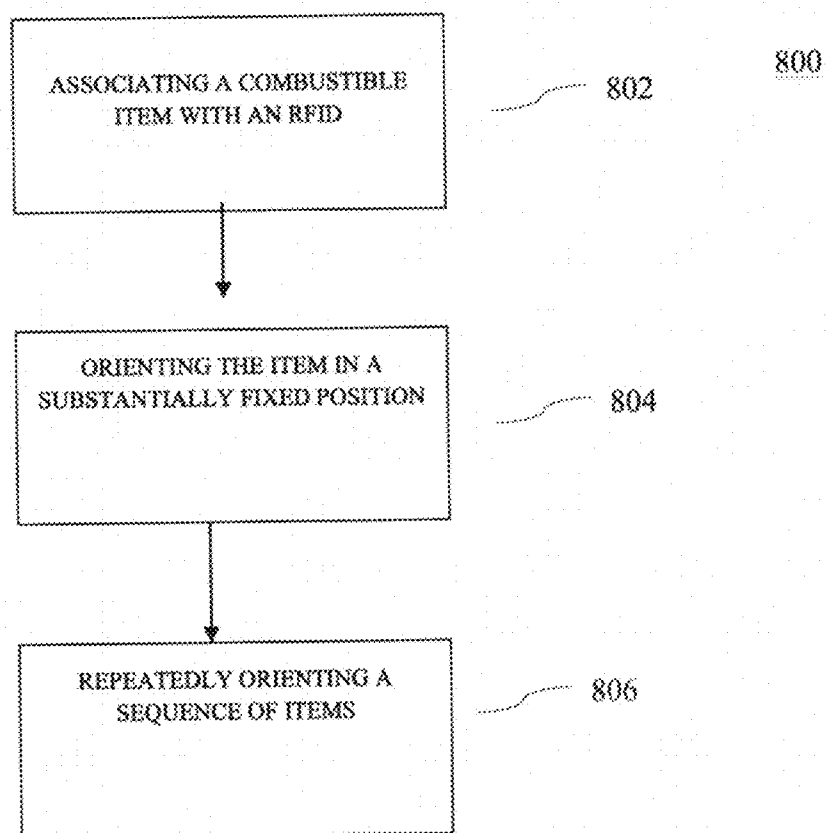 800
ASSOCIATING A COMBUSTIBLE
ITEM WITH AN RFID
802
ORIENTING THE ITEM IN A
SUBSTANTIALLY FIXED POSITION
804
REPEATEDLY ORIENTING A
SEQUENCE OF ITEMS
806